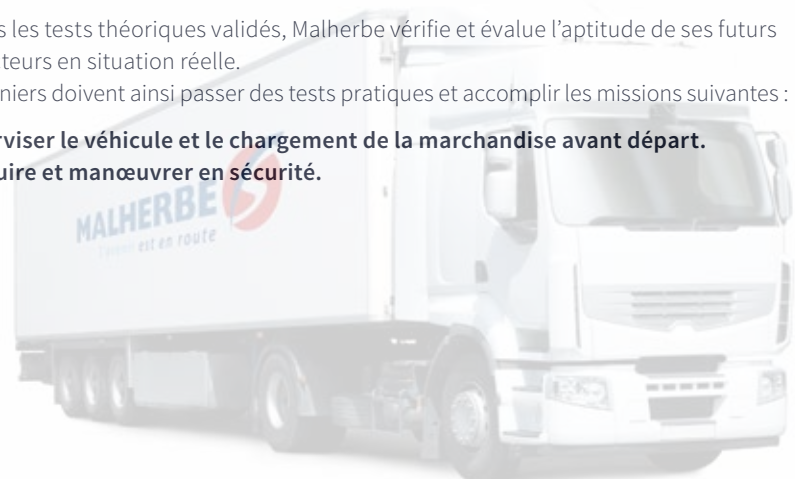 s les tests théoriques validés, Malherbe vérifie et évalue l’aptitude de ses futurs
teurs en situation réelle.
niers doivent ainsi passer des tests pratiques et accomplir les missions suivantes :
rviser le véhicule et le chargement de la marchandise avant départ.
uire et manœuvrer en sécurité.
MALHERBE
L'avenir est en route